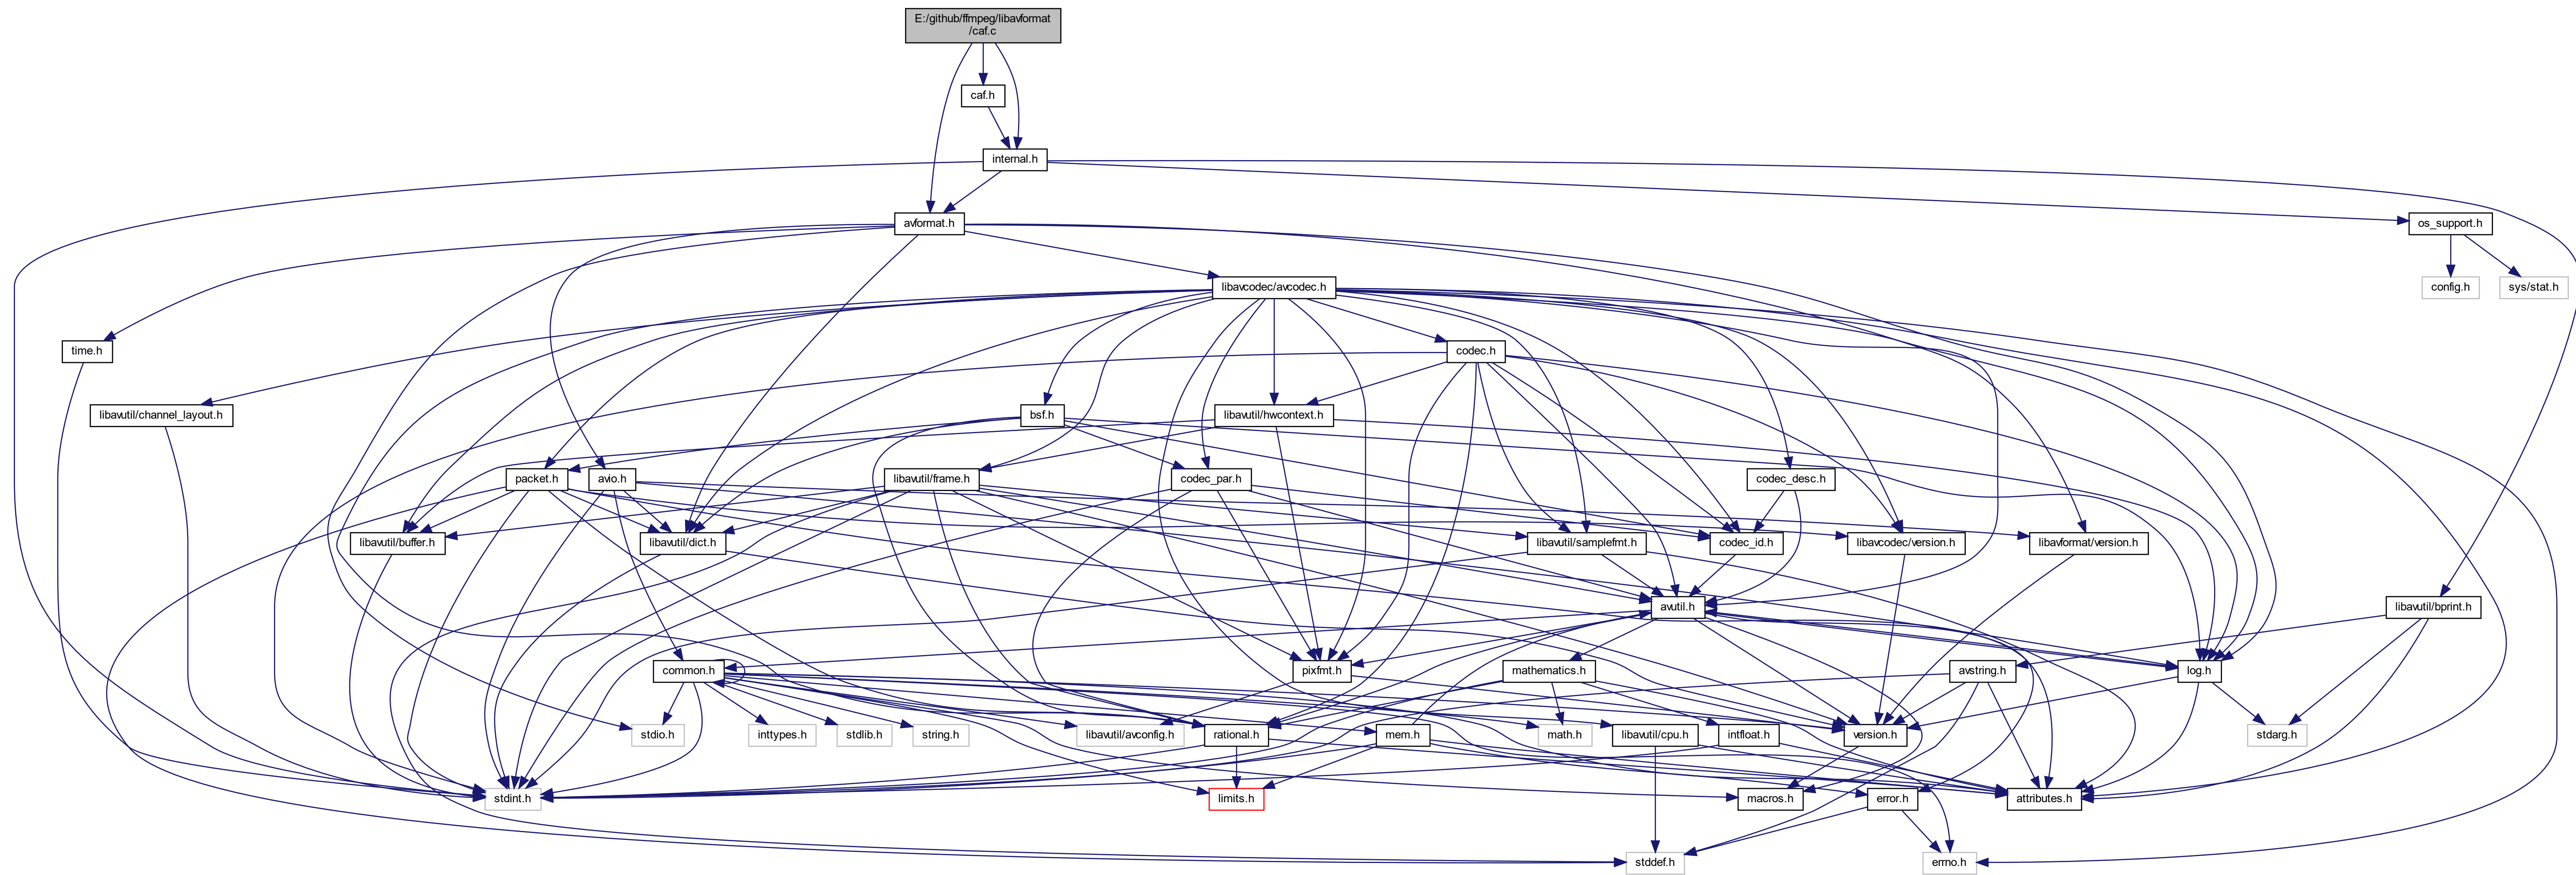 E:/github/ffmpeg/libavformat
/caf.c
caf.h
internal.h
avformat.h
os_support.h
libavcodec/avcodec.h
config.h
sys/stat.h
time.h
codec.h
libavutil/channel_layout.h
bsf.h
libavutil/hwcontext.h
packet.h
avio.h
libavutil/frame.h
codec_par.h
codec_desc.h
libavutil/buffer.h
libavutil/dict.h
libavutil/samplefmt.h
codec_id.h
libavcodec/version.h
libavformat/version.h
avutil.h
libavutil/bprint.h
common.h
pixfmt.h
mathematics.h
avstring.h
log.h
stdio.h
inttypes.h
stdlib.h
string.h
libavutil/avconfig.h
rational.h
mem.h
math.h
libavutil/cpu.h
intfloat.h
version.h
stdarg.h
stdint.h
limits.h
macros.h
error.h
attributes.h
stddef.h
errno.h